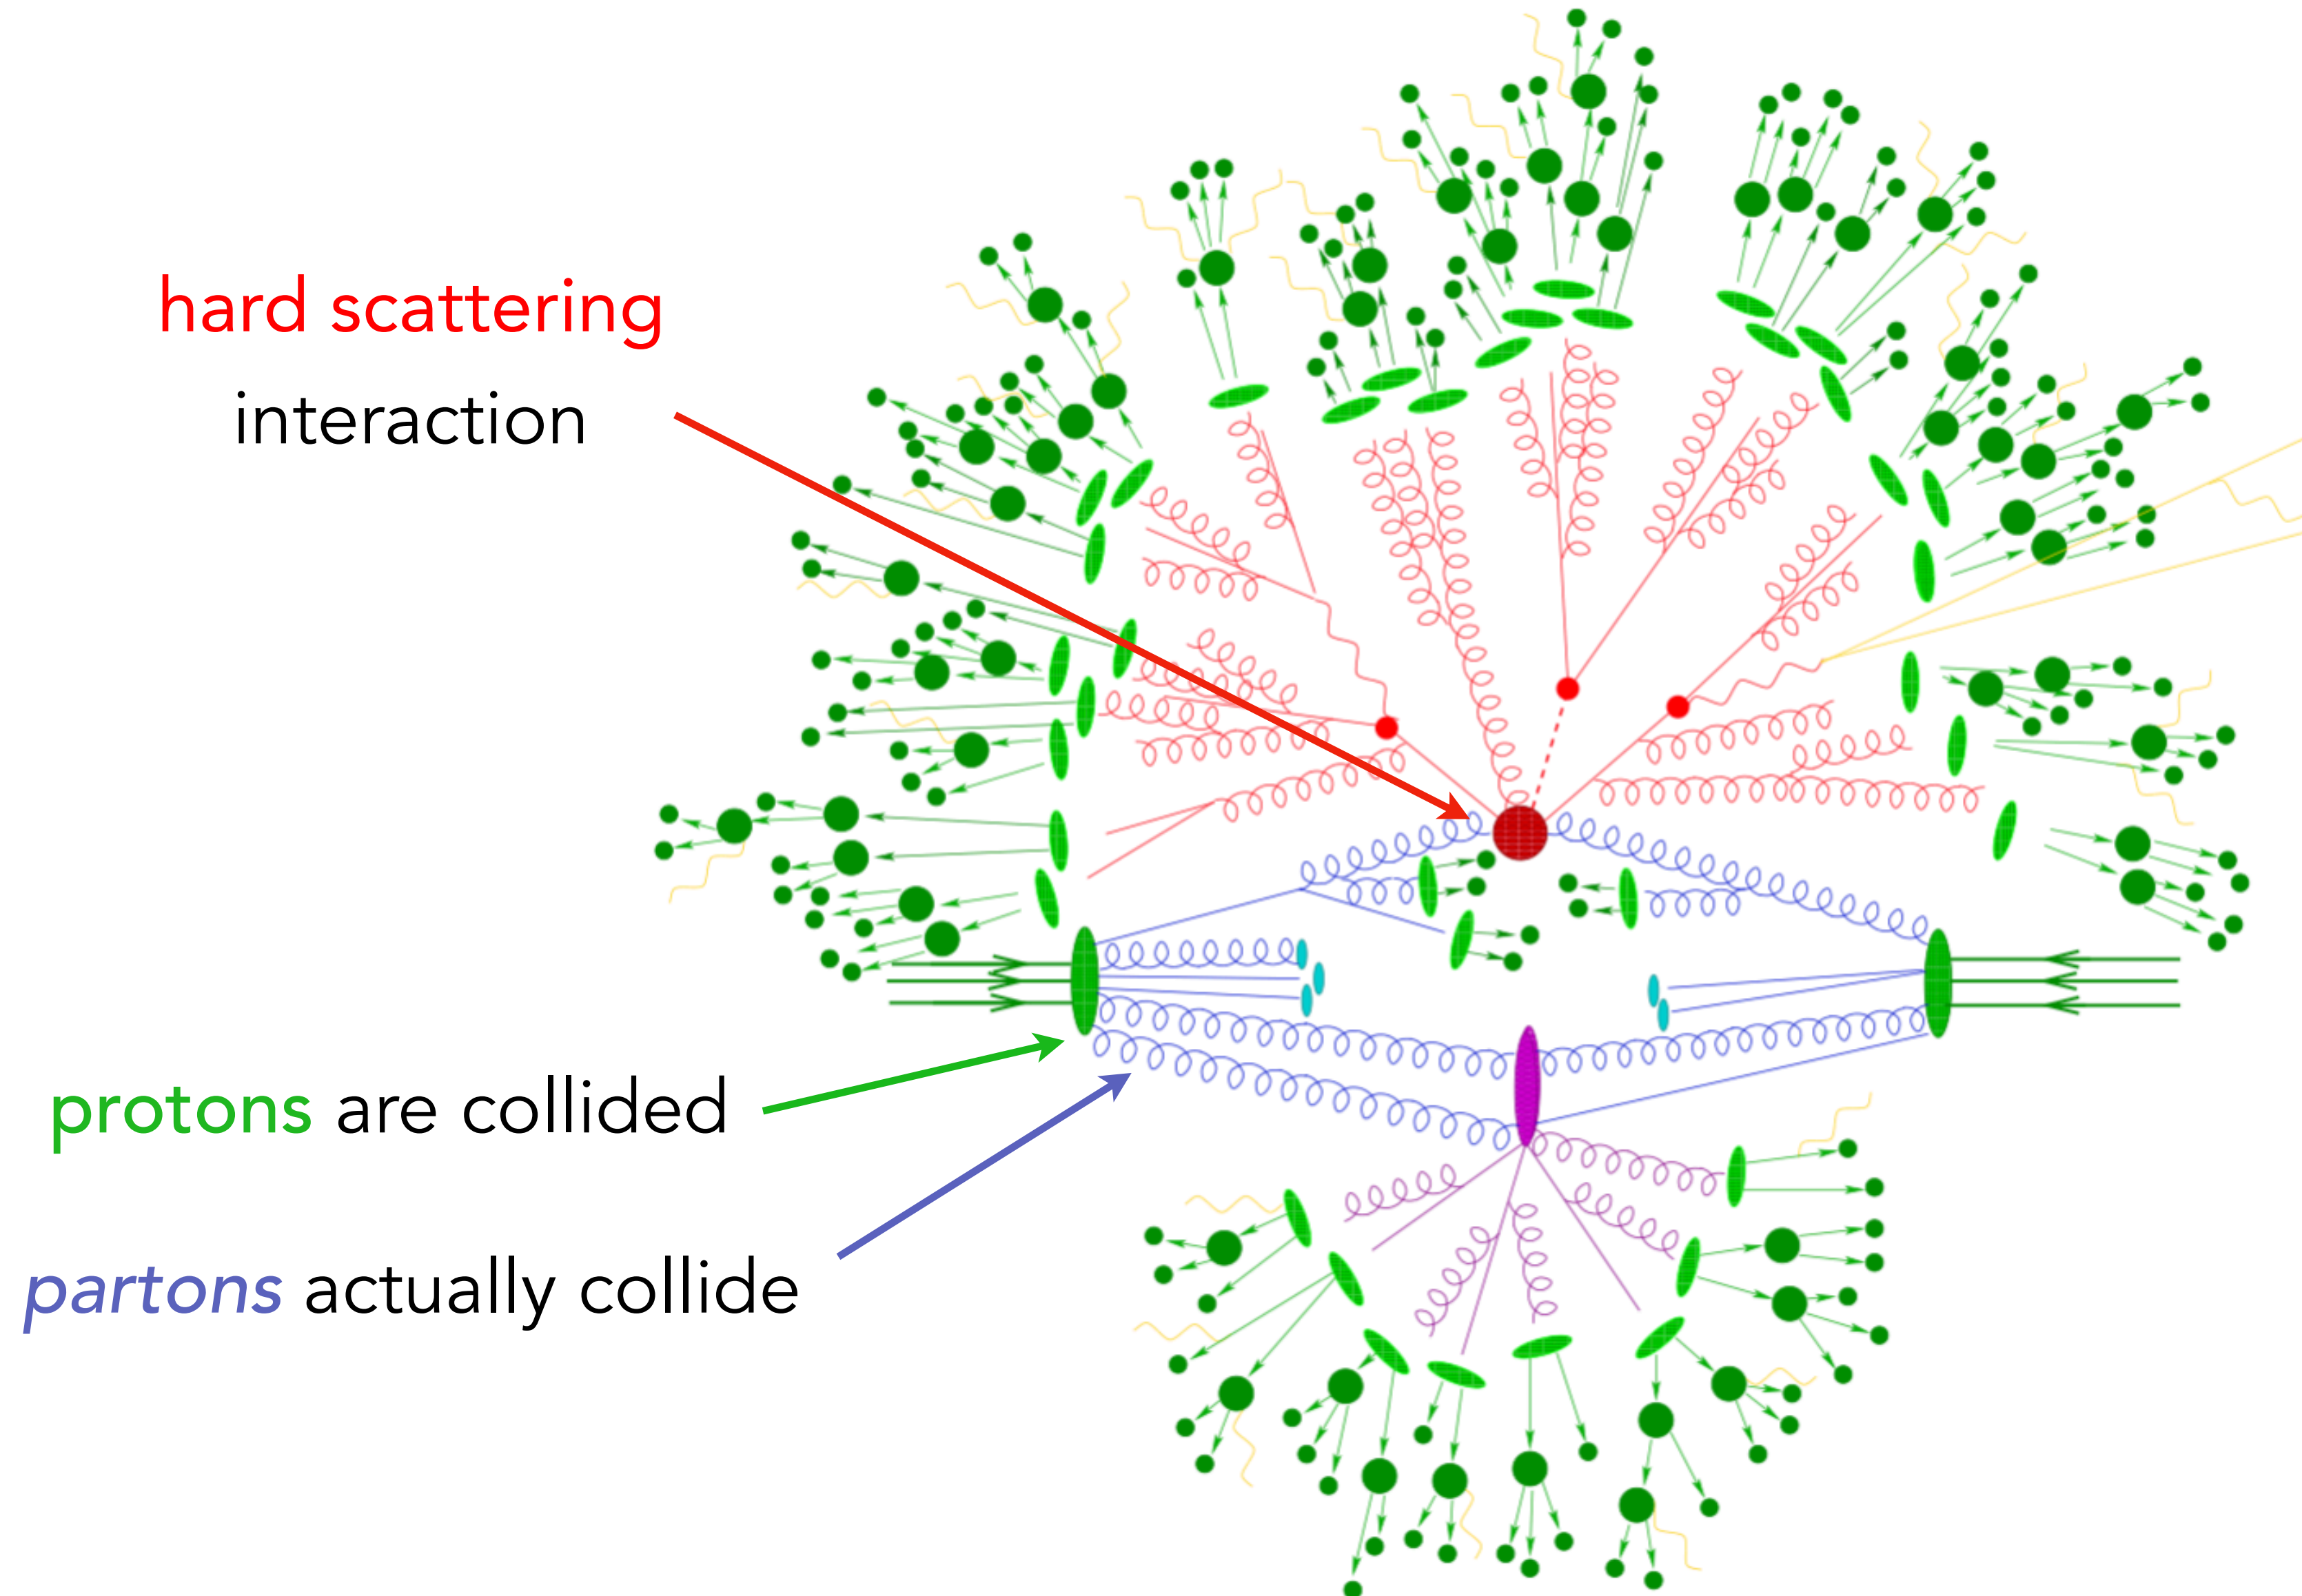 hard scattering
interaction
protons are collided
partons actually collide